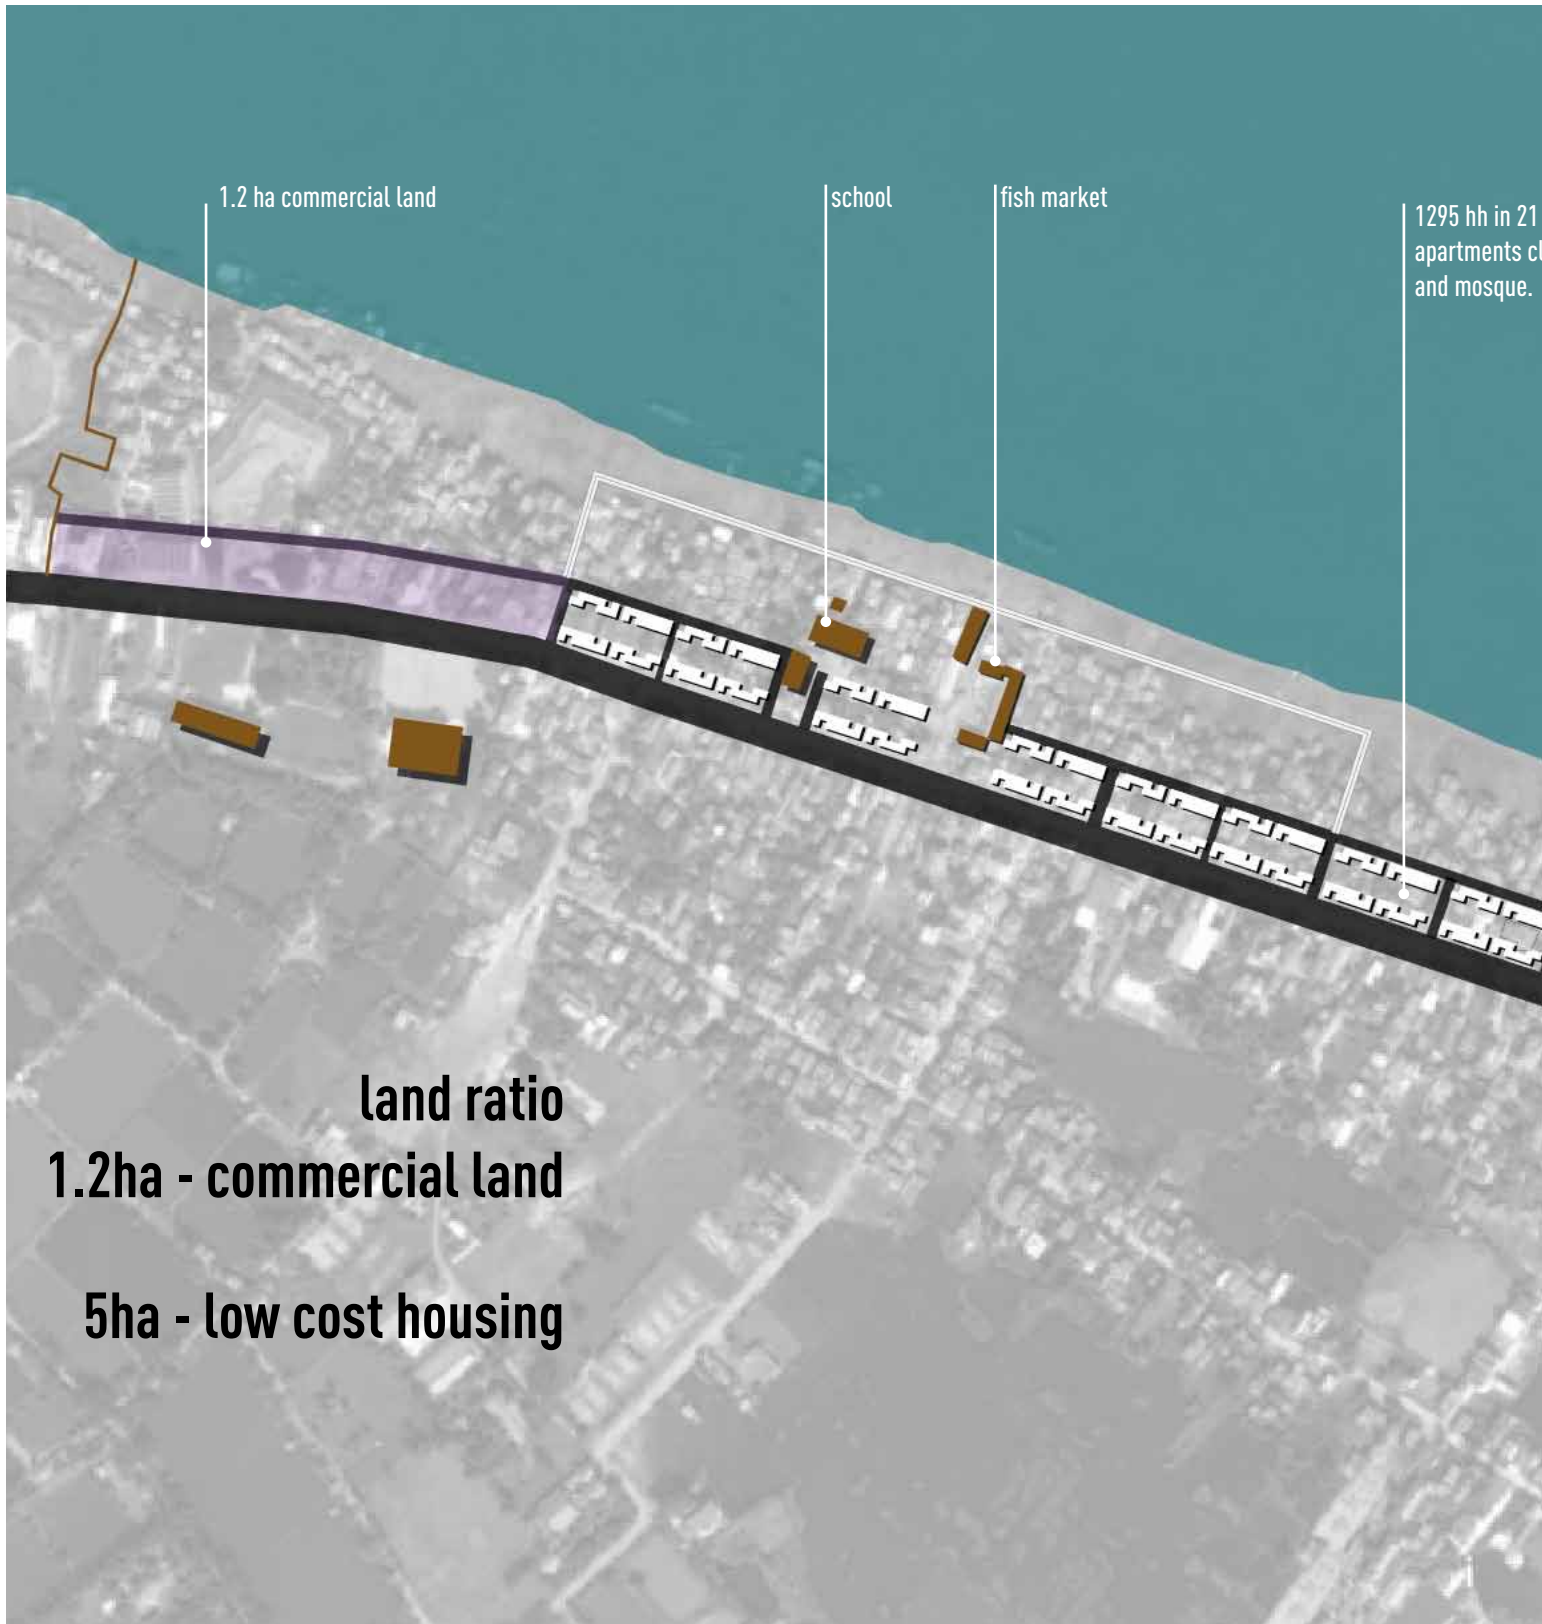 1.2 ha commercial land
school
fish market
1295 hh in 21
apartments
and mosque.
land ratio
1.2ha - commercial land
5ha - low cost housing